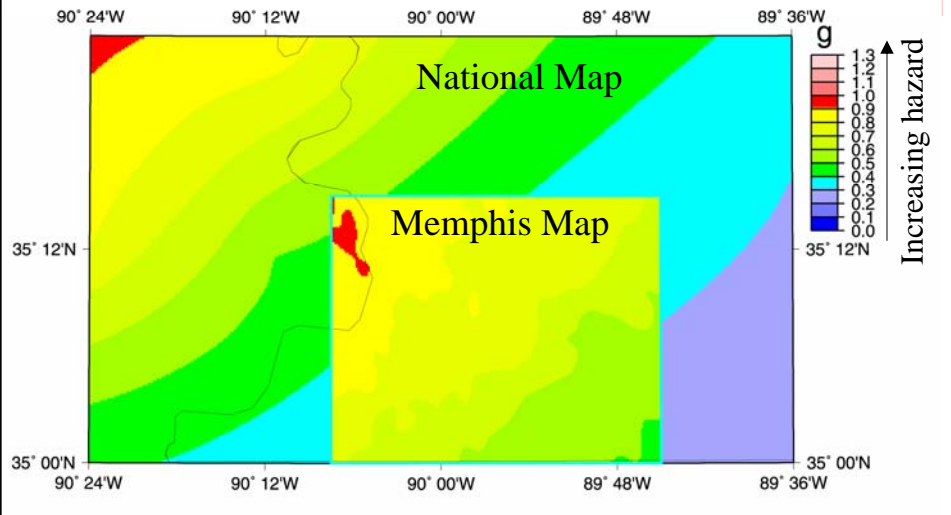 90° 24'W 90° 12'W 90° 00'W 89° 48'W 89° 36'W
g
National Map
1.3
1.2
1.1
1.0
0.9
0.8
0.7
0.6
0.5
0.4
0.3
0.2
0.1
0.0
Increasing hazard
Memphis Map
35° 12'N 35° 12'N
35° 00'N 35° 00'N
90° 24'W 90° 12'W 90° 00'W 89° 48'W 89° 36'W